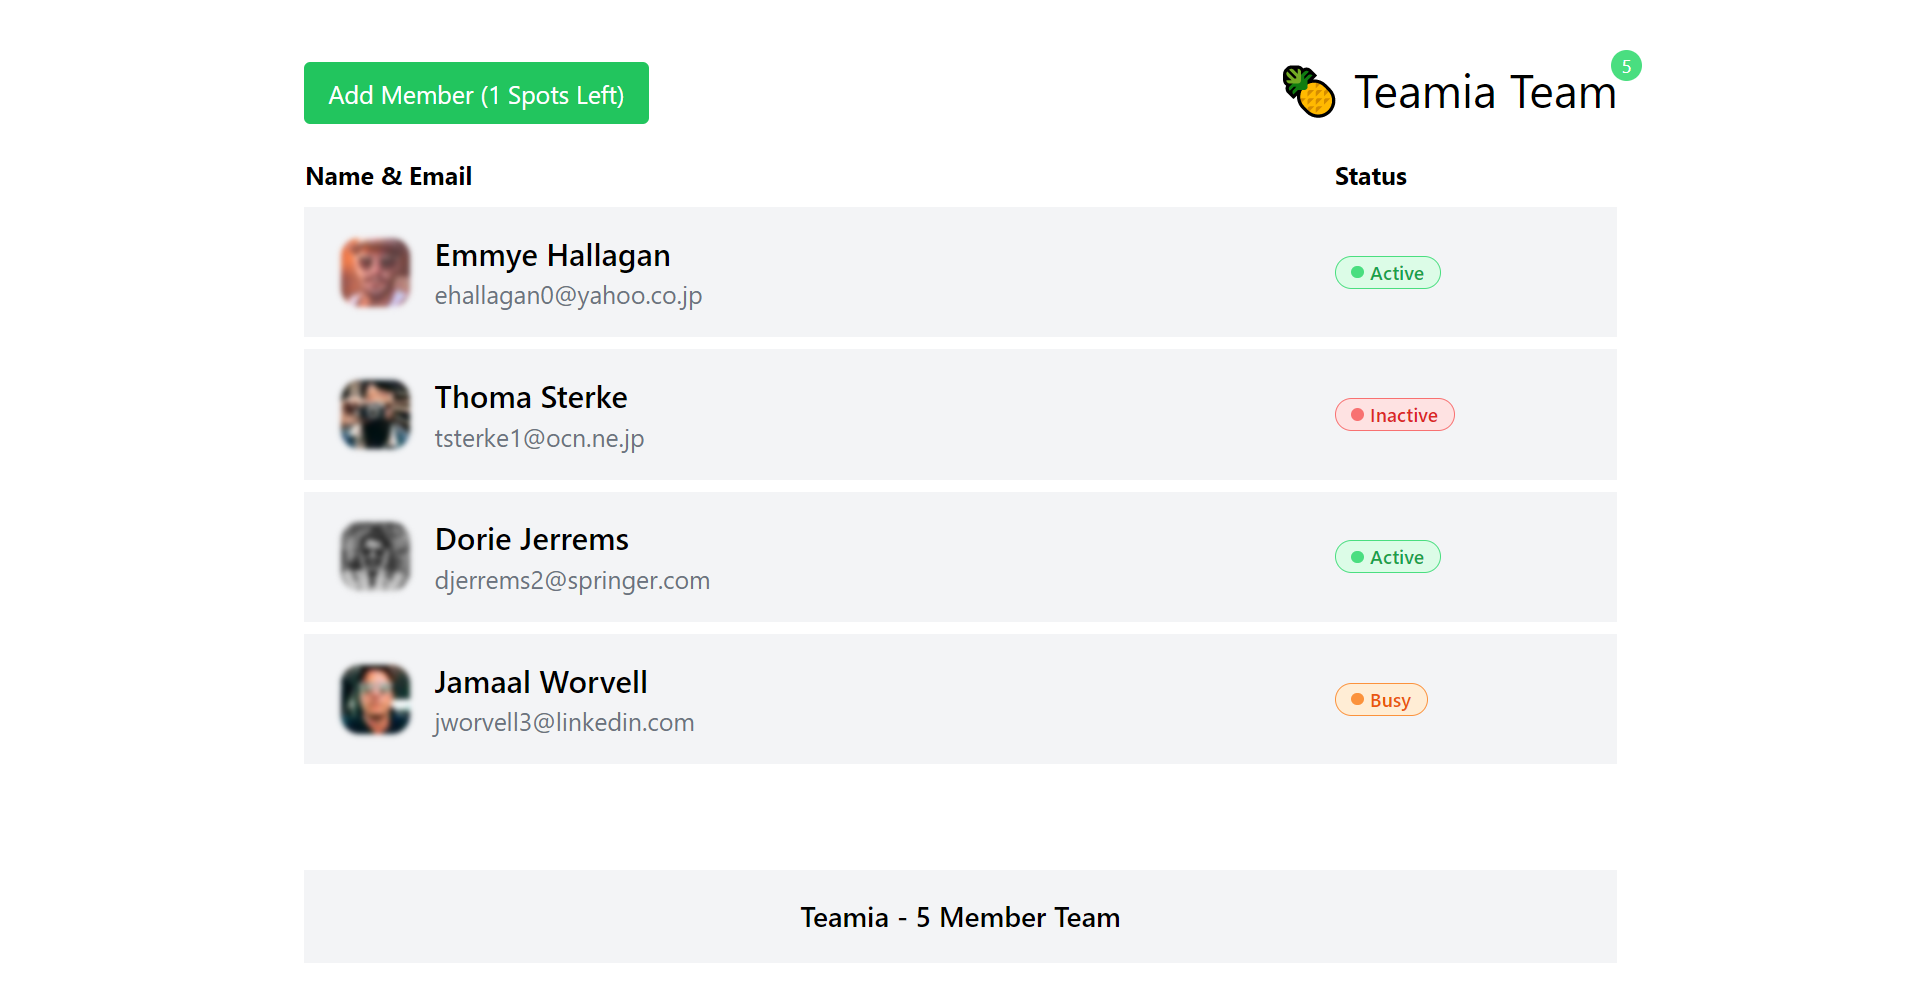 Add Member (1 Spots Left)
Teamia Team
5
Name & Email
Status
Emmye Hallagan
ehallagan0@yahoo.co.jp
Active
Thoma Sterke
tsterke1@ocn.ne.jp
Inactive
Dorie Jerrems
djerrems2@springer.com
Active
Jamaal Worvell
jworvell3@linkedin.com
Busy
Teamia - 5 Member Team